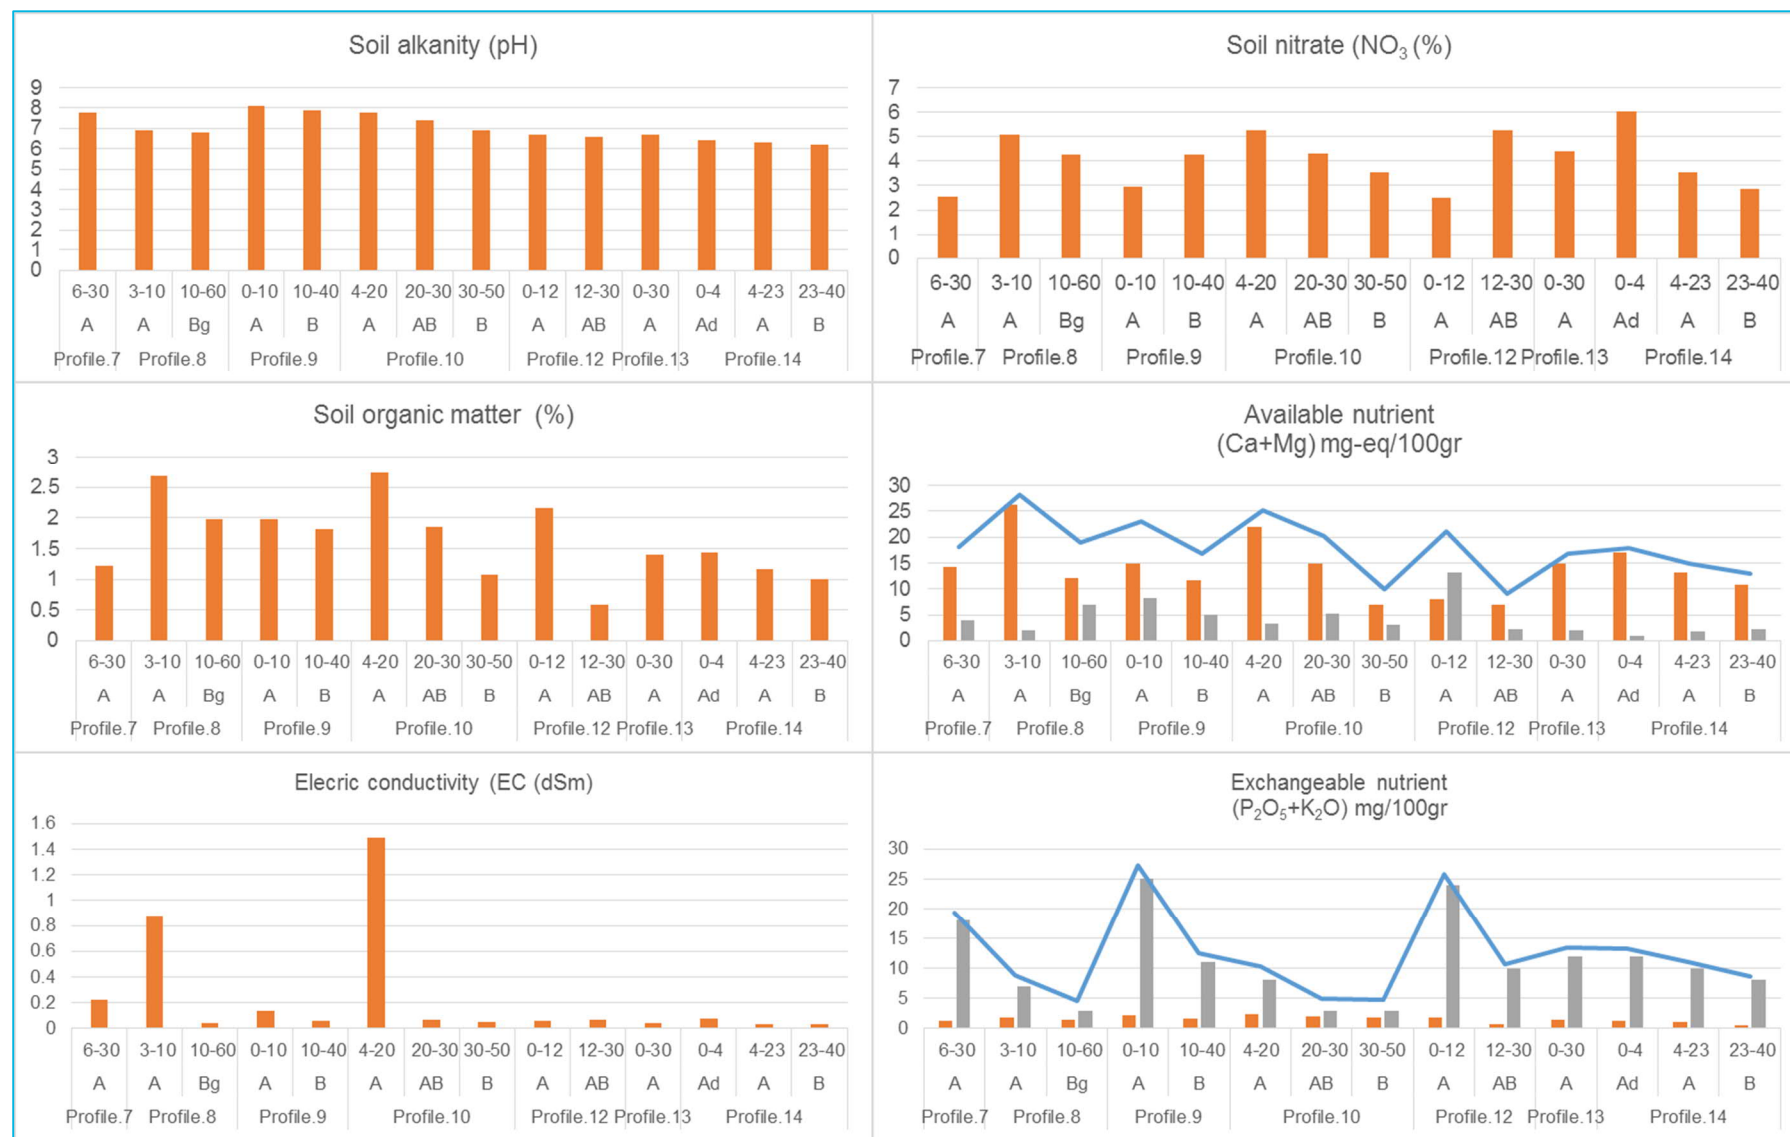 Soil alkanity (pH)
9
8
7
6
5
4
3
2
1
0
6-30 3-10 10-60 0-10 10-40 4-20 20-30 30-50 0-12 12-30 0-30 0-4 4-23 23-40
A A Bg A B A AB B A AB A Ad A B
Profile.7 Profile.8 Profile.9 Profile.10 Profile.12 Profile.13 Profile.14
Soil nitrate (NO₃ (%)
7
6
5
4
3
2
1
0
6-30 3-10 10-60 0-10 10-40 4-20 20-30 30-50 0-12 12-30 0-30 0-4 4-23 23-40
A A Bg A B A AB B A AB A Ad A B
Profile.7 Profile.8 Profile.9 Profile.10 Profile.12 Profile.13 Profile.14
Soil organic matter (%)
3
2.5
2
1.5
1
0.5
0
6-30 3-10 10-60 0-10 10-40 4-20 20-30 30-50 0-12 12-30 0-30 0-4 4-23 23-40
A A Bg A B A AB B A AB A Ad A B
Profile.7 Profile.8 Profile.9 Profile.10 Profile.12 Profile.13 Profile.14
Available nutrient
(Ca+Mg) mg-eq/100gr
30
25
20
15
10
5
0
6-30 3-10 10-60 0-10 10-40 4-20 20-30 30-50 0-12 12-30 0-30 0-4 4-23 23-40
A A Bg A B A AB B A AB A Ad A B
Profile.7 Profile.8 Profile.9 Profile.10 Profile.12 Profile.13 Profile.14
Elecric conductivity (EC (dSm)
1.6
1.4
1.2
1
0.8
0.6
0.4
0.2
0
6-30 3-10 10-60 0-10 10-40 4-20 20-30 30-50 0-12 12-30 0-30 0-4 4-23 23-40
A A Bg A B A AB B A AB A Ad A B
Profile.7 Profile.8 Profile.9 Profile.10 Profile.12 Profile.13 Profile.14
Exchangeable nutrient
(P₂O₅+K₂O) mg/100gr
30
25
20
15
10
5
0
6-30 3-10 10-60 0-10 10-40 4-20 20-30 30-50 0-12 12-30 0-30 0-4 4-23 23-40
A A Bg A B A AB B A AB A Ad A B
Profile.7 Profile.8 Profile.9 Profile.10 Profile.12 Profile.13 Profile.14